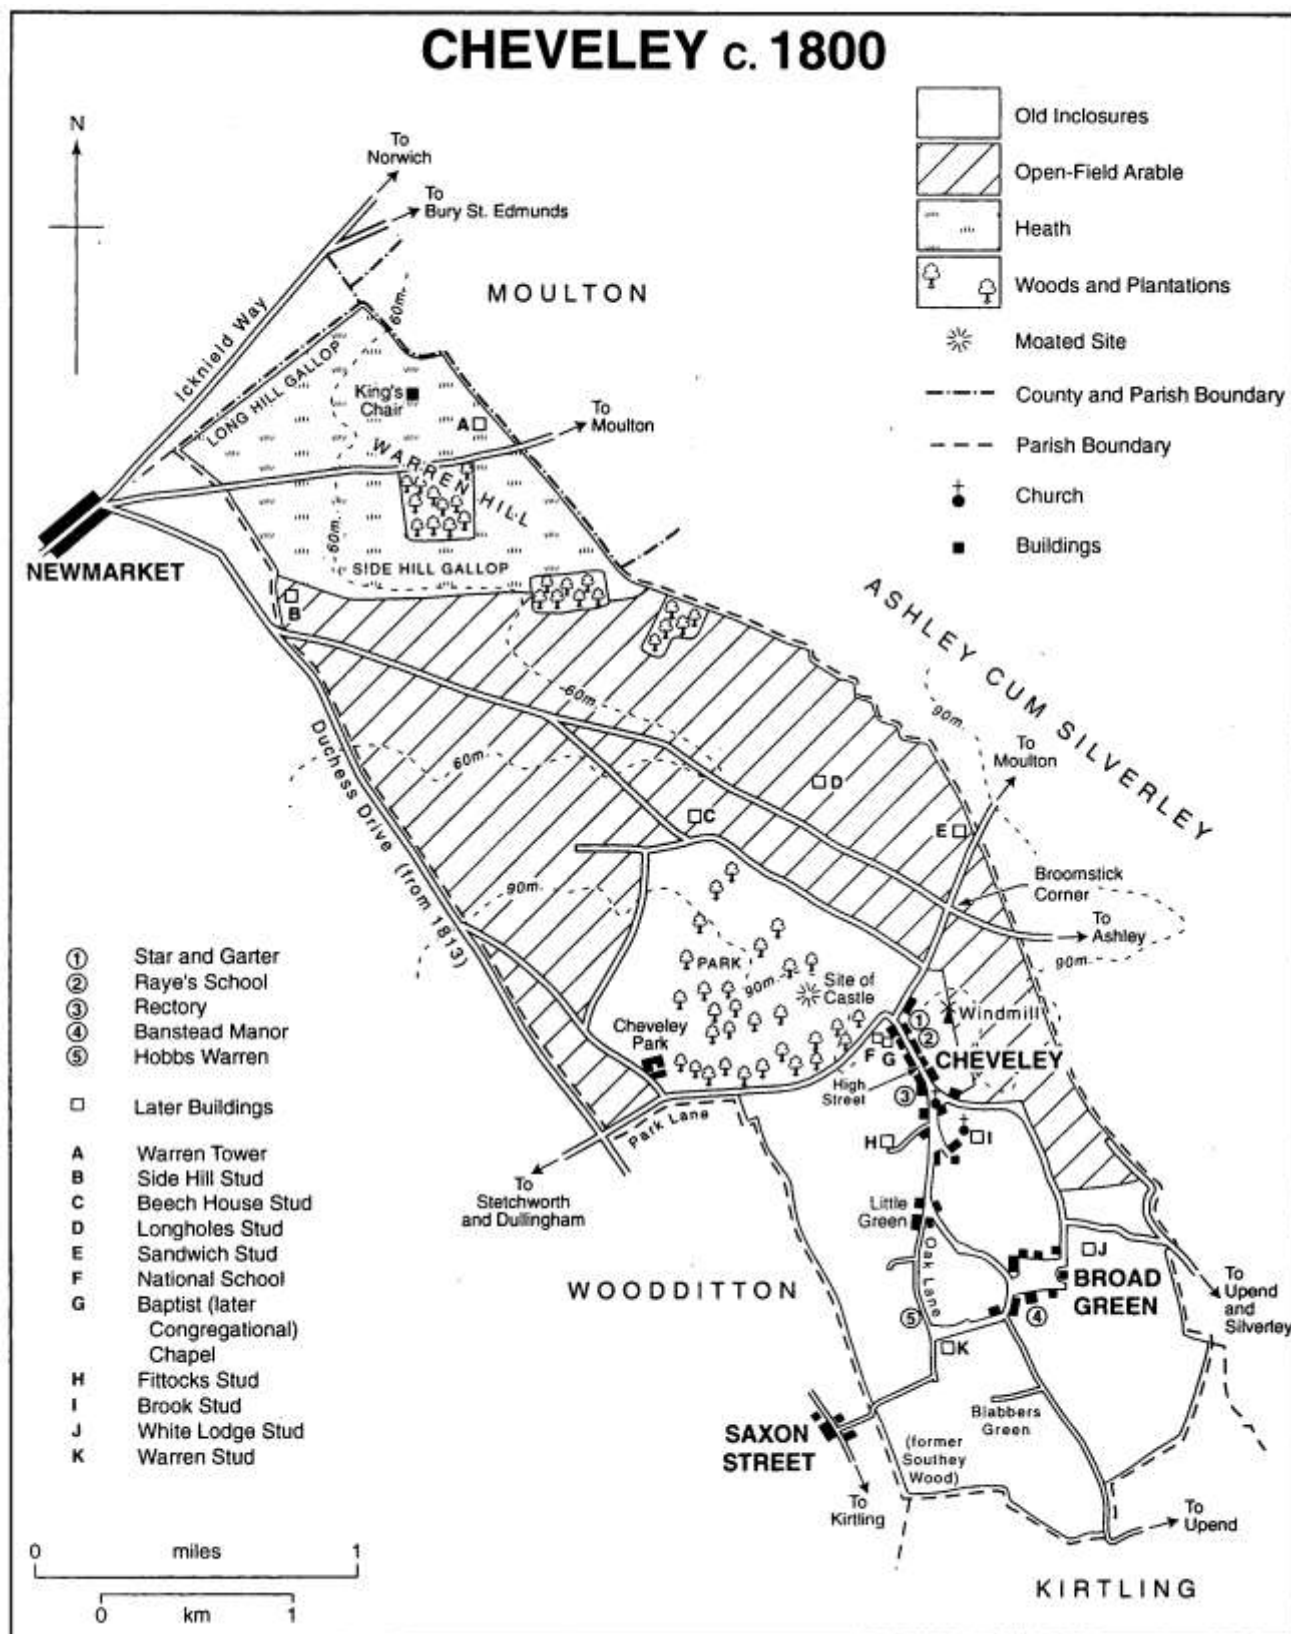 CHEVELEY c. 1800
Old Inclosures
Open-Field Arable
Heath
Woods and Plantations
Moated Site
County and Parish Boundary
Parish Boundary
Church
Buildings
N
To
Norwich
To
Bury St. Edmunds
MOULTON
Icknield Way
LONG HILL GALLOP
60m.
King's
Chair
A
To
Moulton
WARREN HILL
60m.
SIDE HILL GALLOP
NEWMARKET
B
ASHLEY CUM SILVERLEY
60m.
60m.
90m.
To
Moulton
Duchess Drive (from 1813)
D
C
E
Broomstick
Corner
To
Ashley
90m.
90m.
PARK
90m.
Site of
Castle
Windmill
Cheveley
Park
1
2
F
G
CHEVELEY
High
Street
3
Park Lane
H
I
To
Stetchworth
and Dullingham
Little
Green
Oak Lane
J
WOODDITTON
BROAD
GREEN
To
Upend
and
Silverley
5
4
K
Blabbers
Green
SAXON
STREET
(former
Southey
Wood)
To
Kirtling
To
Upend
KIRTLING
1 Star and Garter
2 Raye's School
3 Rectory
4 Banstead Manor
5 Hobbs Warren
Later Buildings
A Warren Tower
B Side Hill Stud
C Beech House Stud
D Longholes Stud
E Sandwich Stud
F National School
G Baptist (later
Congregational)
Chapel
H Fittocks Stud
I Brook Stud
J White Lodge Stud
K Warren Stud
0 miles 1
0 km 1